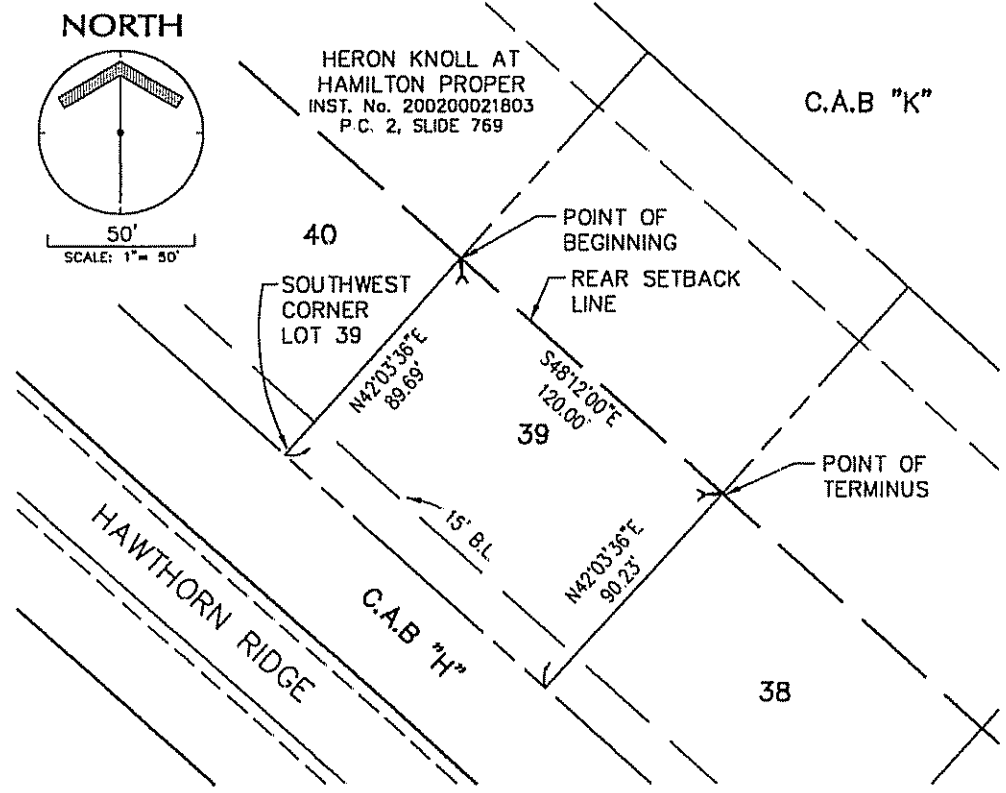 NORTH
50'
SCALE: 1"= 50'
HERON KNOLL AT
HAMILTON PROPER
INST. No. 200200021803
P.C. 2, SLIDE 769
C.A.B "K"
40
POINT OF
BEGINNING
REAR SETBACK
LINE
SOUTHWEST
CORNER
LOT 39
N42°03'36"E
89.69'
S48°12'00"E
120.00'
39
POINT OF
TERMINUS
15' B.L.
N42°03'36"E
90.23'
HAWTHORN RIDGE
C.A.B "H"
38